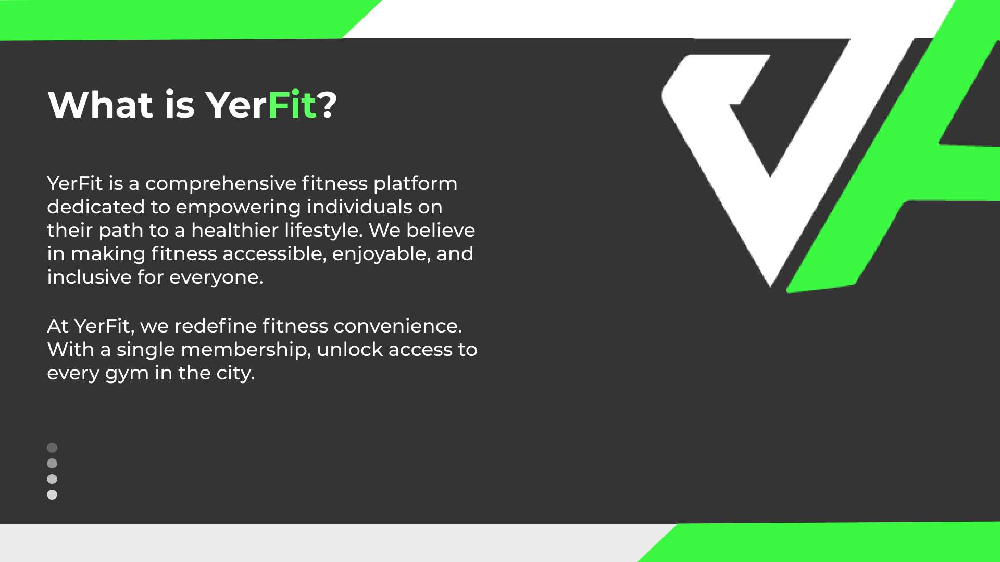 What is YerFit?
YerFit is a comprehensive fitness platform
dedicated to empowering individuals on
their path to a healthier lifestyle. We believe
in making fitness accessible, enjoyable, and
inclusive for everyone.
At YerFit, we redefine fitness convenience.
With a single membership, unlock access to
every gym in the city.